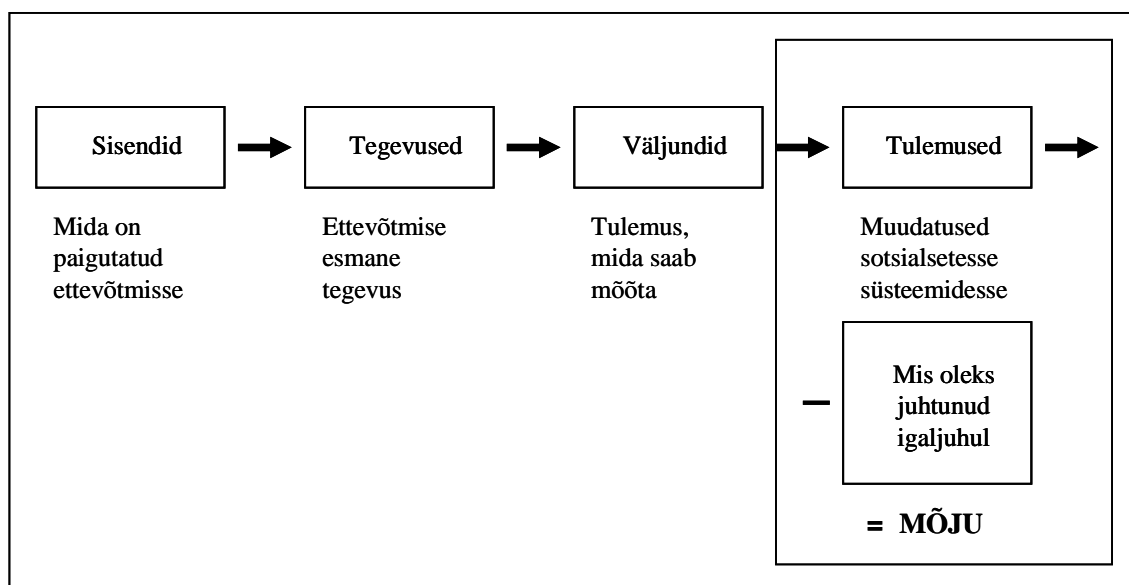 Sisendid
Tegevused
Väljundid
Tulemused
Mida on
paigutatud
ettevõtmisse
Ettevõtmise
esmane
tegevus
Tulemus,
mida saab
mõõta
Muudatused
sotsialsetesse
süsteemidesse
Mis oleks
juhtunud
igaljuhul
= MÕJU